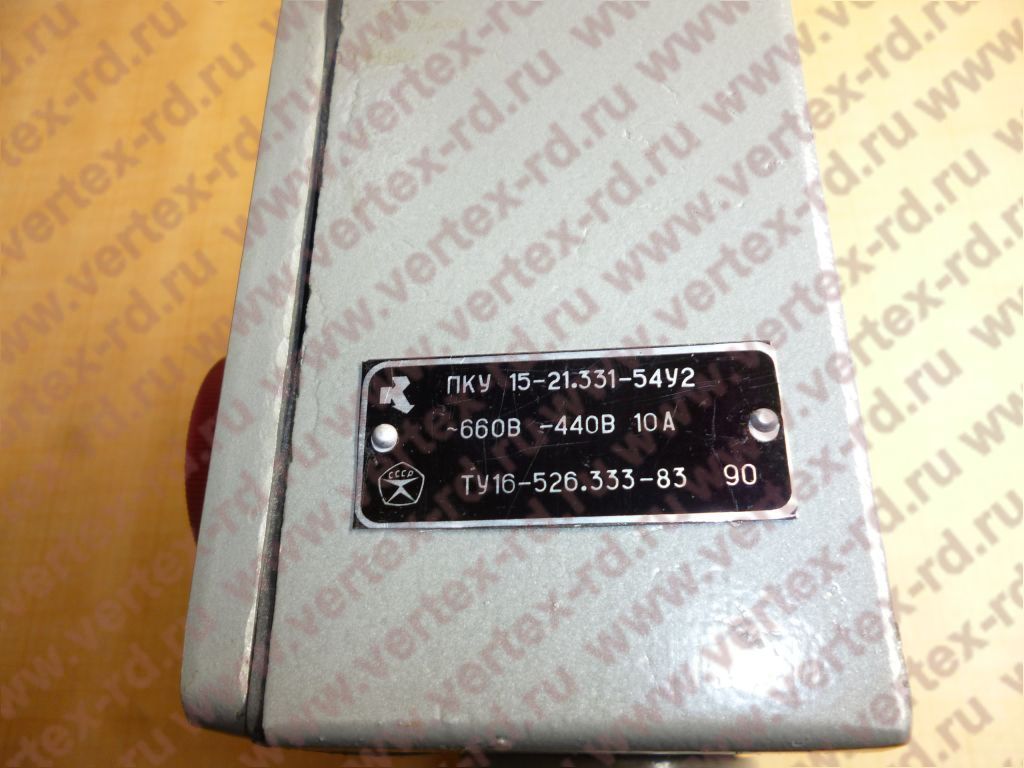 ПКУ 15-21.331-54У2
~660В -440В 10А
СССР
ТУ16-526.333-83 90
www.vertex-rd.ru